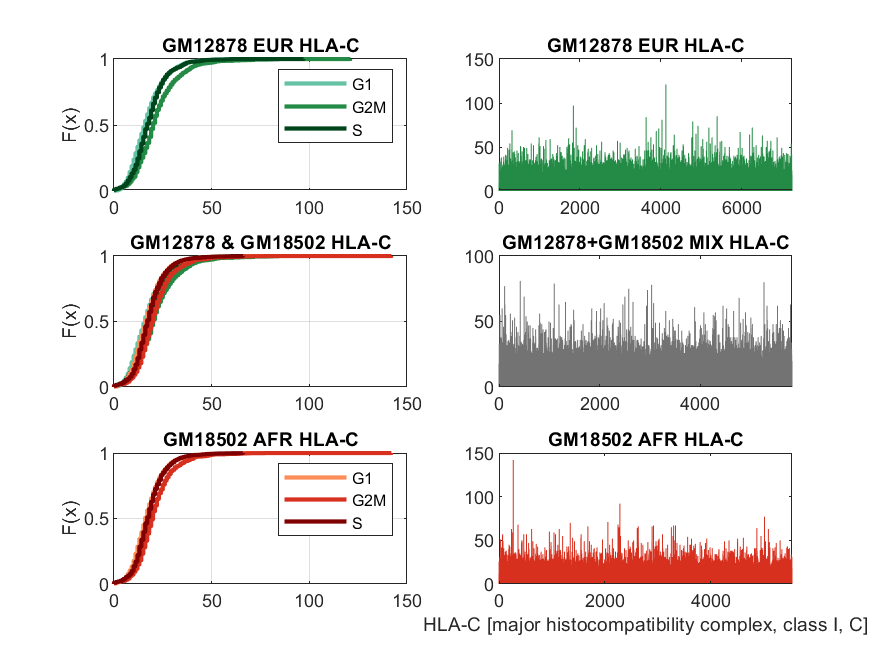 GM12878 EUR HLA-C
F(x)
1
0.5
0
0
50
100
150
G1
G2M
S
GM12878 EUR HLA-C
150
100
50
0
0
2000
4000
6000
GM12878 & GM18502 HLA-C
F(x)
1
0.5
0
0
50
100
150
GM12878+GM18502 MIX HLA-C
100
50
0
0
2000
4000
GM18502 AFR HLA-C
F(x)
1
0.5
0
0
50
100
150
G1
G2M
S
GM18502 AFR HLA-C
150
100
50
0
0
2000
4000
HLA-C [major histocompatibility complex, class I, C]